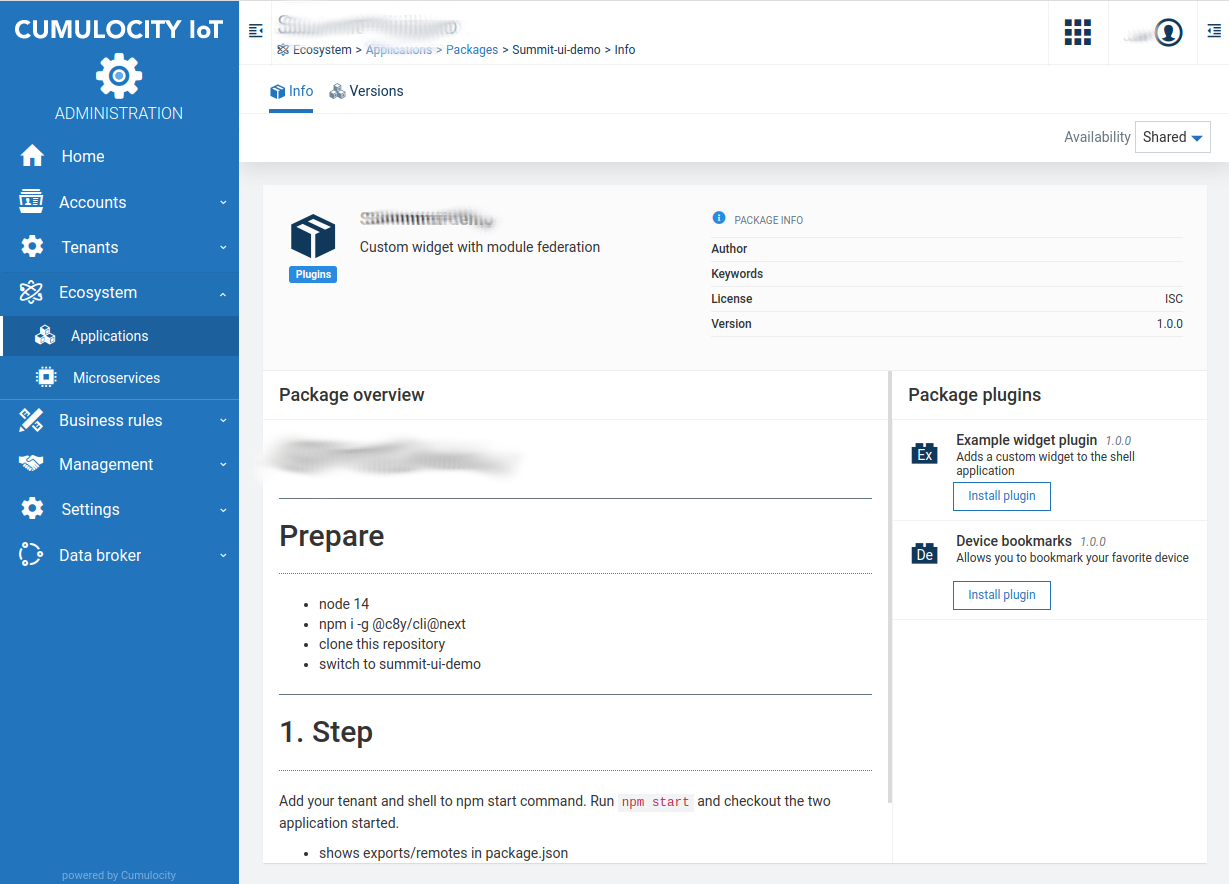 CUMULOCITY IoT
ADMINISTRATION
Home
Accounts
Tenants
Ecosystem
Applications
Microservices
Business rules
Management
Settings
Data broker
powered by Cumulocity
Ecosystem > Applications > Packages > Summit-ui-demo > Info
Info
Versions
Availability
Shared
Plugins
Custom widget with module federation
PACKAGE INFO
Author
Keywords
License ISC
Version 1.0.0
Package overview
Prepare
• node 14
• npm i -g @c8y/cli@next
• clone this repository
• switch to summit-ui-demo
1. Step
Add your tenant and shell to npm start command. Run npm start and checkout the two
application started.
• shows exports/remotes in package.json
Package plugins
Ex
Example widget plugin 1.0.0
Adds a custom widget to the shell
application
Install plugin
De
Device bookmarks 1.0.0
Allows you to bookmark your favorite device
Install plugin